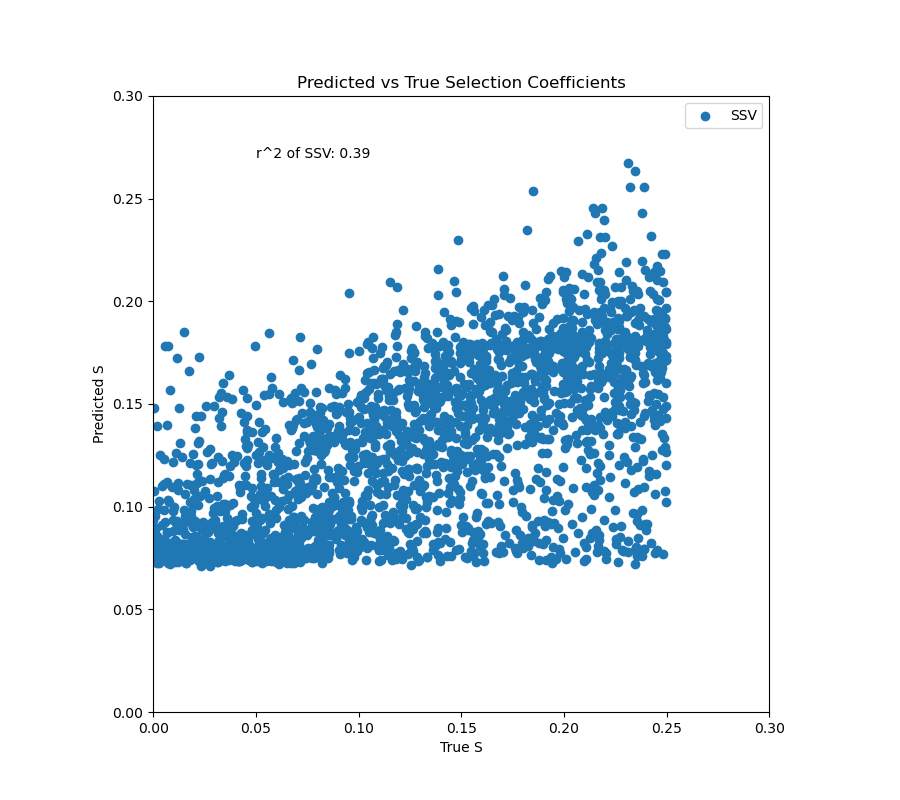 Predicted vs True Selection Coefficients
0.30
SSV
r^2 of SSV: 0.39
0.25
0.20
0.15
Predicted S
0.10
0.05
0.00
0.00 0.05 0.10 0.15 0.20 0.25 0.30
True S